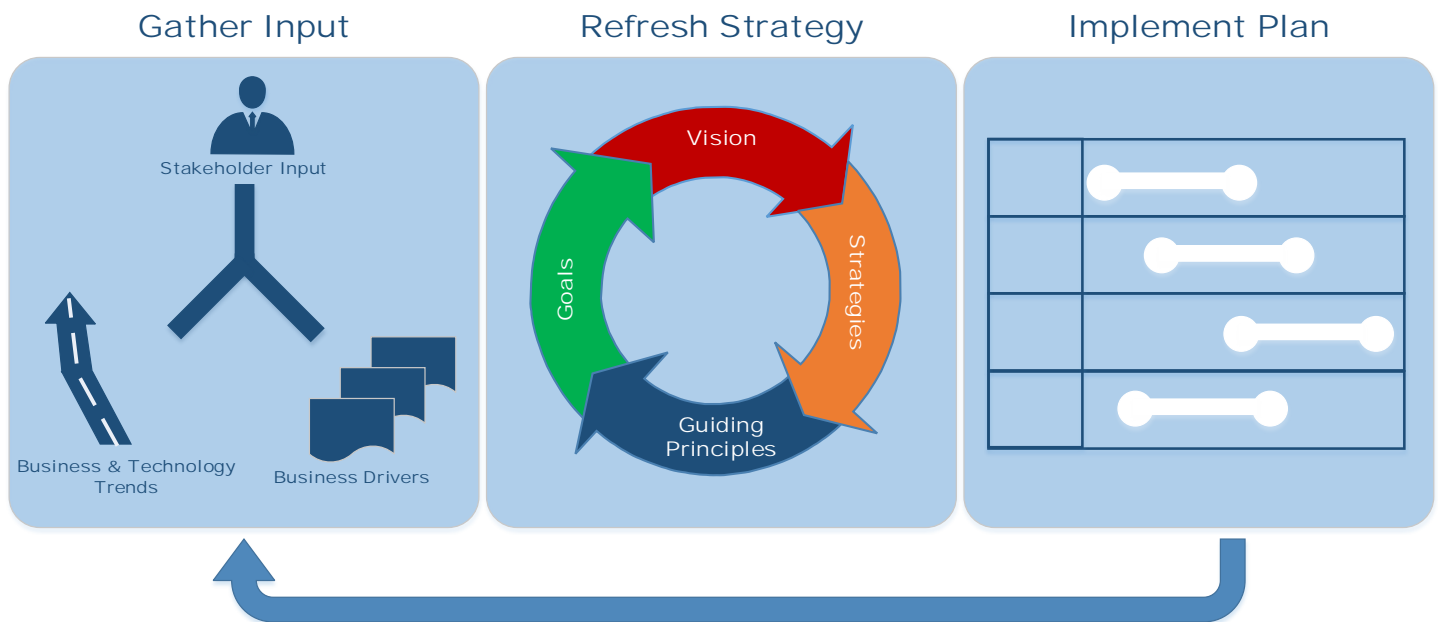 Gather Input
Refresh Strategy
Implement Plan
Stakeholder Input
Business & Technology
Trends
Business Drivers
Vision
Strategies
Guiding
Principles
Goals